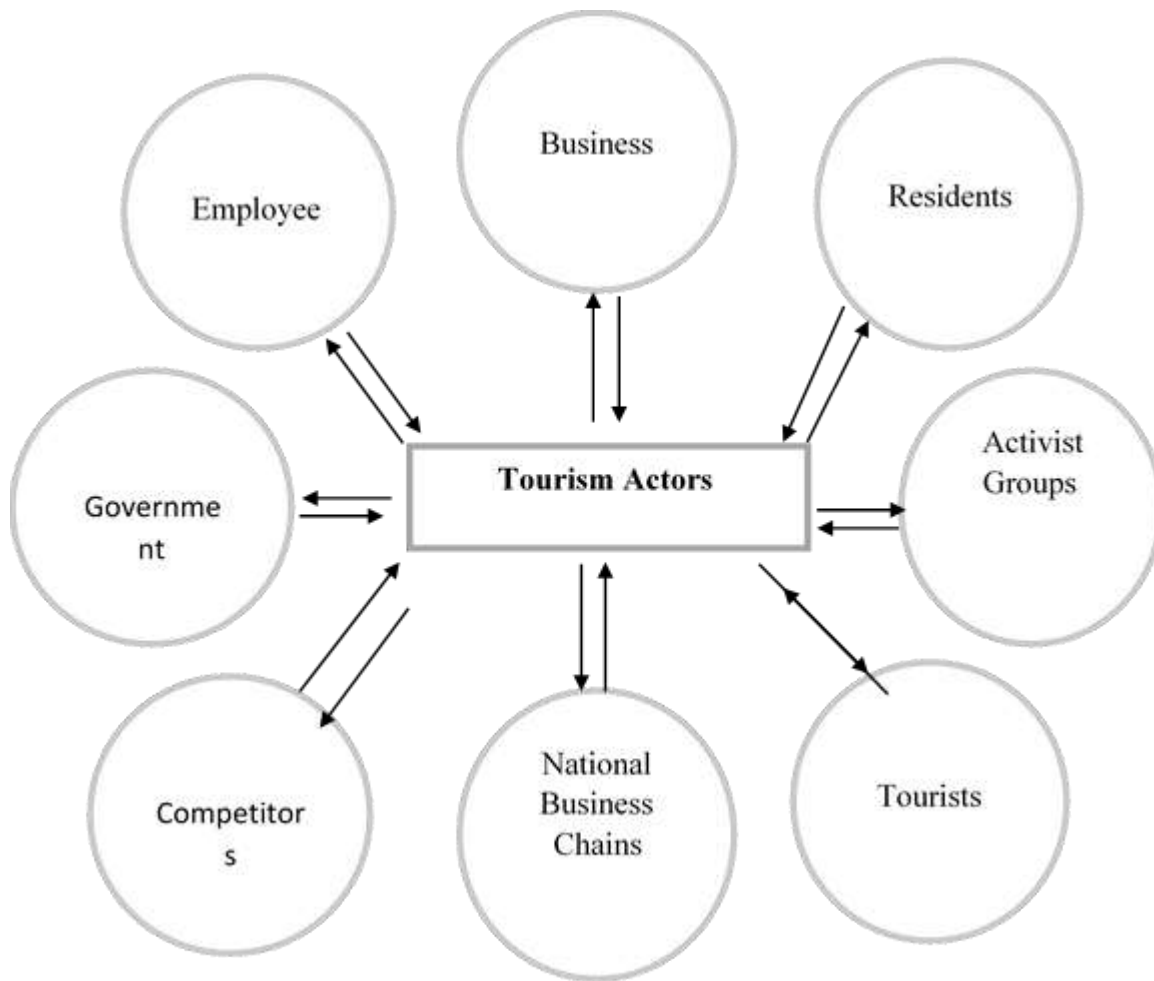 Business
Residents
Employee
Activist
Groups
Tourism Actors
Governme
nt
National
Business
Chains
Tourists
Competitor
s